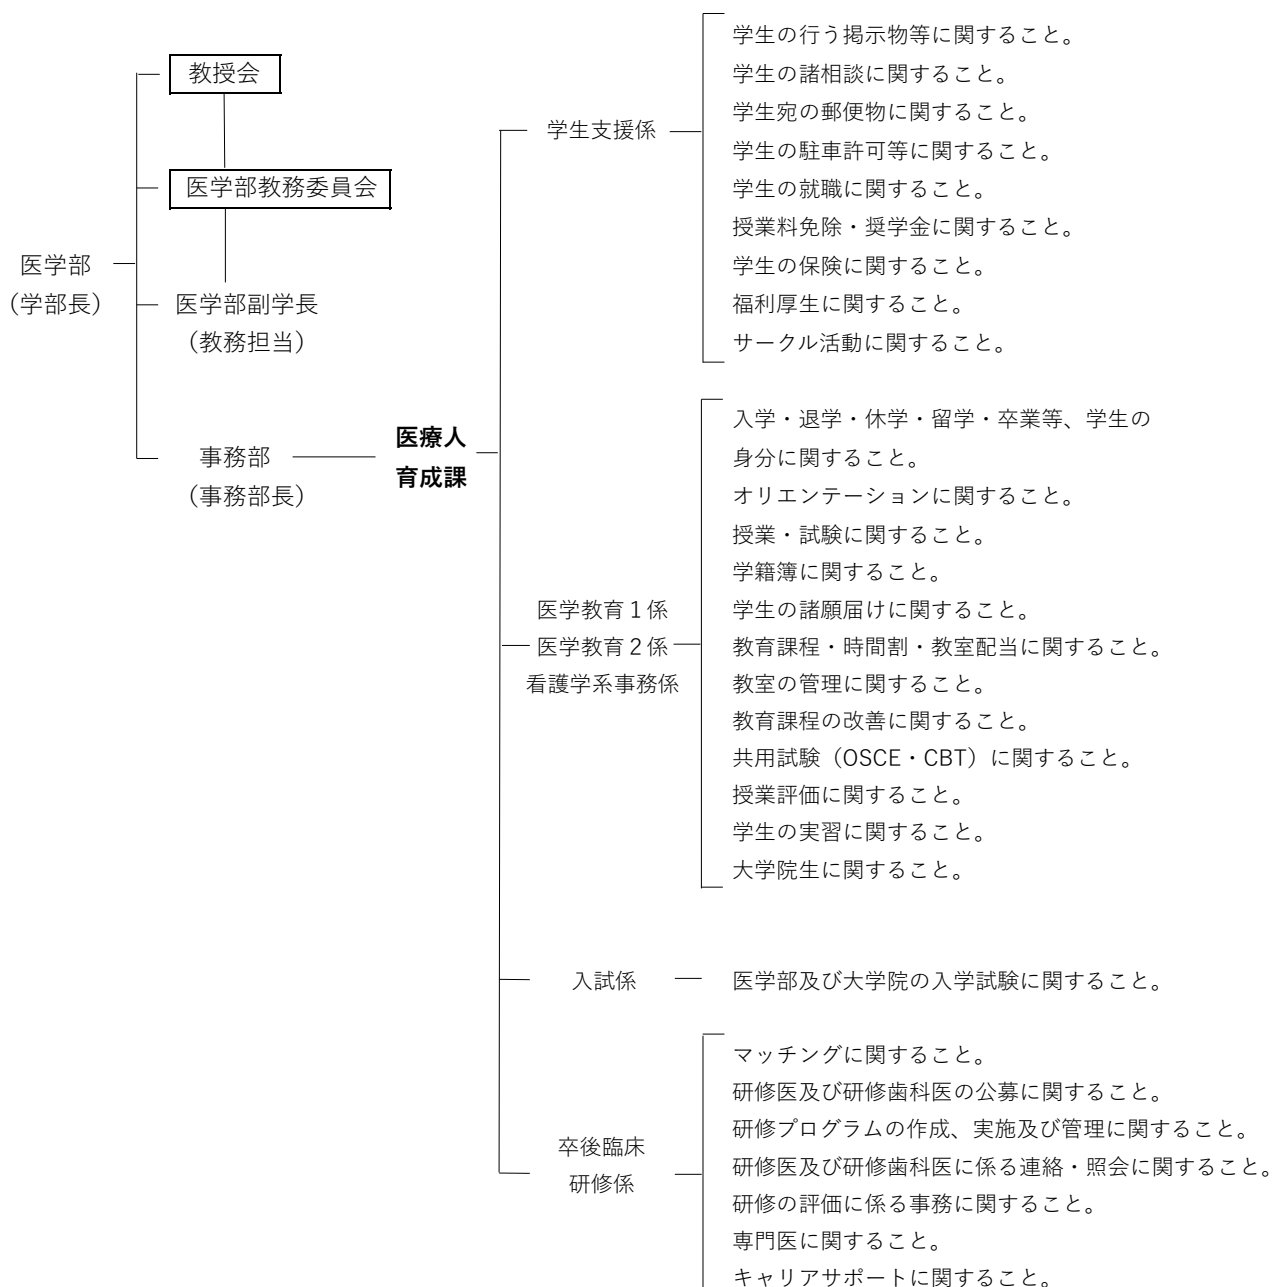 医学部
（学部長）
教授会
医学部教務委員会
医学部副学長
（教務担当）
事務部
（事務部長）
医療人
育成課
学生支援係
学生の行う掲示物等に関すること。
学生の諸相談に関すること。
学生宛の郵便物に関すること。
学生の駐車許可等に関すること。
学生の就職に関すること。
授業料免除・奨学金に関すること。
学生の保険に関すること。
福利厚生に関すること。
サークル活動に関すること。
医学教育１係
医学教育２係
看護学系事務係
入学・退学・休学・留学・卒業等、学生の
身分に関すること。
オリエンテーションに関すること。
授業・試験に関すること。
学籍簿に関すること。
学生の諸願届けに関すること。
教育課程・時間割・教室配当に関すること。
教室の管理に関すること。
教育課程の改善に関すること。
共用試験（OSCE・CBT）に関すること。
授業評価に関すること。
学生の実習に関すること。
大学院生に関すること。
入試係
医学部及び大学院の入学試験に関すること。
卒後臨床
研修係
マッチングに関すること。
研修医及び研修歯科医の公募に関すること。
研修プログラムの作成、実施及び管理に関すること。
研修医及び研修歯科医に係る連絡・照会に関すること。
研修の評価に係る事務に関すること。
専門医に関すること。
キャリアサポートに関すること。